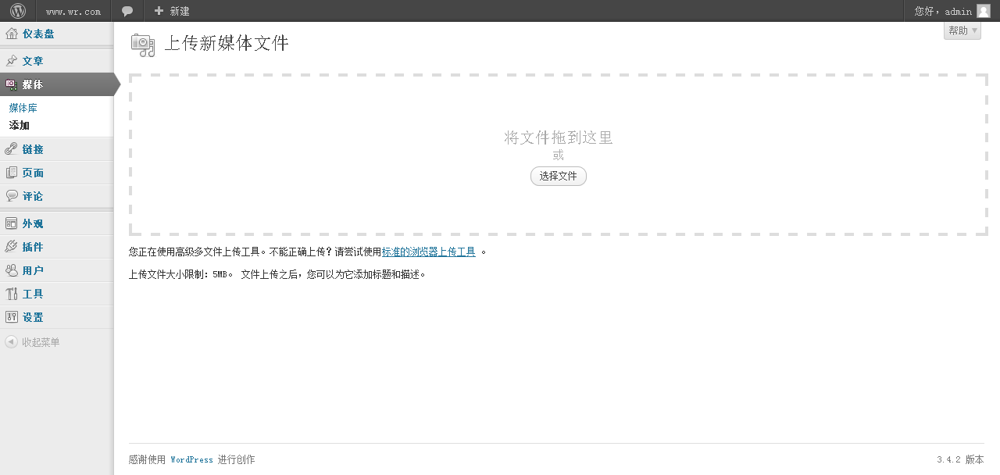 www.wr.com
新建
您好，admin
帮助
仪表盘
文章
媒体
媒体库
添加
链接
页面
评论
外观
插件
用户
工具
设置
收起菜单
上传新媒体文件
将文件拖到这里
或
选择文件
您正在使用高级多文件上传工具。不能正确上传？请尝试使用标准的浏览器上传工具 。
上传文件大小限制：5MB。 文件上传之后，您可以为它添加标题和描述。
感谢使用 WordPress 进行创作
3.4.2 版本